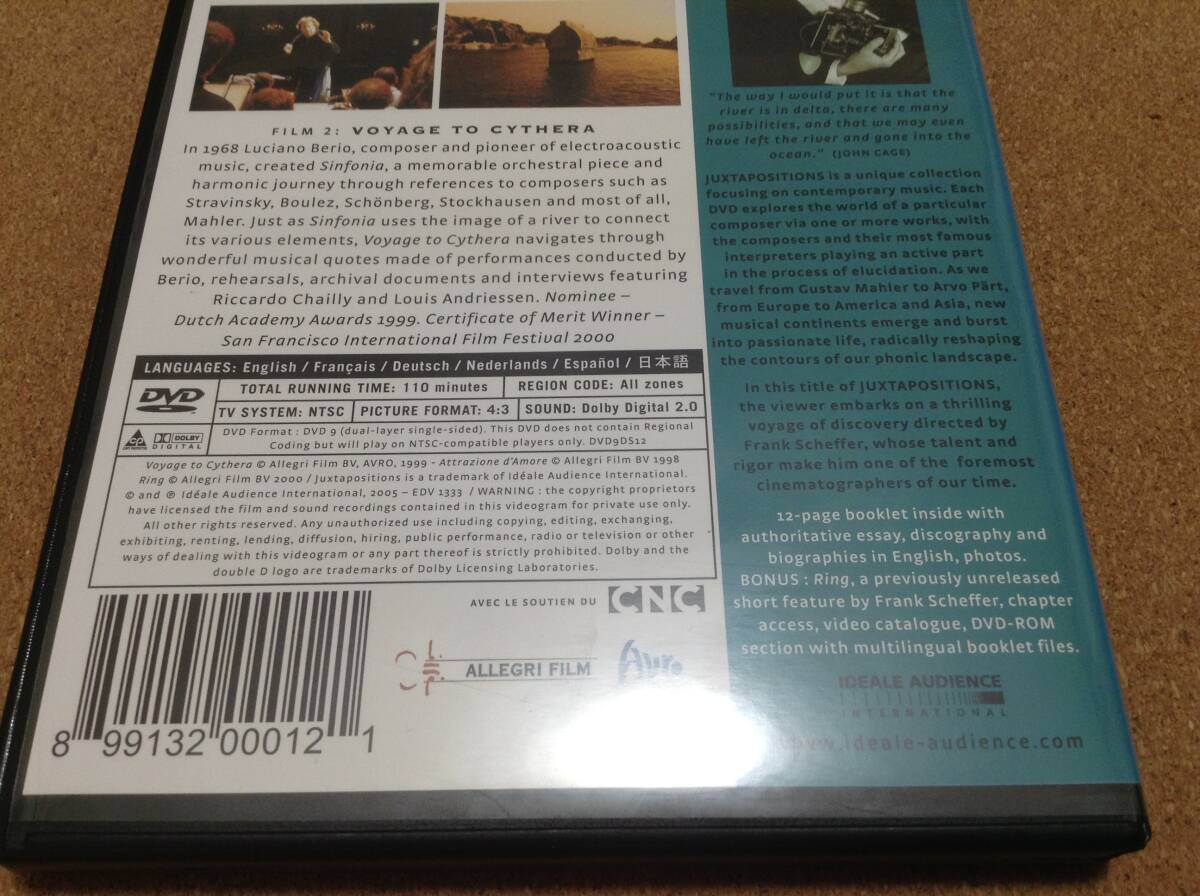 FILM 2: VOYAGE TO CYTHERA
In 1968 Luciano Berio, composer and pioneer of electroacoustic
music, created Sinfonia, a memorable orchestral piece and
harmonic journey through references to composers such as
Stravinsky, Boulez, Schönberg, Stockhausen and most of all,
Mahler. Just as Sinfonia uses the image of a river to connect
its various elements, Voyage to Cythera navigates through
wonderful musical quotes made of performances conducted by
Berio, rehearsals, archival documents and interviews featuring
Riccardo Chailly and Louis Andriessen. Nominee –
Dutch Academy Awards 1999. Certificate of Merit Winner –
San Francisco International Film Festival 2000
LANGUAGES: English / Français / Deutsch / Nederlands / Español / 日本語
DVD
TOTAL RUNNING TIME: 110 minutes
REGION CODE: All zones
TV SYSTEM: NTSC
PICTURE FORMAT: 4:3
SOUND: Dolby Digital 2.0
DOLBY
DIGITAL
DVD Format : DVD 9 (dual-layer single-sided). This DVD does not contain Regional
Coding but will play on NTSC-compatible players only. DVD9DS12
Voyage to Cythera © Allegri Film BV, AVRO, 1999 - Attrazione d'Amore © Allegri Film BV 1998
Ring © Allegri Film BV 2000 / Juxtapositions is a trademark of Idéale Audience International.
© and ℗ Idéale Audience International, 2005 – EDV 1333 / WARNING : the copyright proprietors
have licensed the film and sound recordings contained in this videogram for private use only.
All other rights reserved. Any unauthorized use including copying, editing, exchanging,
exhibiting, renting, lending, diffusion, hiring, public performance, radio or television or other
ways of dealing with this videogram or any part thereof is strictly prohibited. Dolby and the
double D logo are trademarks of Dolby Licensing Laboratories.
AVEC LE SOUTIEN DU CNC
ALLEGRI FILM
Avro
8 99132 00012 1
"The way I would put it is that the
river is in delta, there are many
possibilities, and that we may even
have left the river and gone into the
ocean." (JOHN CAGE)
JUXTAPOSITIONS is a unique collection
focusing on contemporary music. Each
DVD explores the world of a particular
composer via one or more works, with
the composers and their most famous
interpreters playing an active part
in the process of elucidation. As we
travel from Gustav Mahler to Arvo Pärt,
from Europe to America and Asia, new
musical continents emerge and burst
into passionate life, radically reshaping
the contours of our phonic landscape.
In this title of JUXTAPOSITIONS,
the viewer embarks on a thrilling
voyage of discovery directed by
Frank Scheffer, whose talent and
rigor make him one of the foremost
cinematographers of our time.
12-page booklet inside with
authoritative essay, discography and
biographies in English, photos.
BONUS : Ring, a previously unreleased
short feature by Frank Scheffer, chapter
access, video catalogue, DVD-ROM
section with multilingual booklet files.
IDEALE AUDIENCE
INTERNATIONAL
www.ideale-audience.com